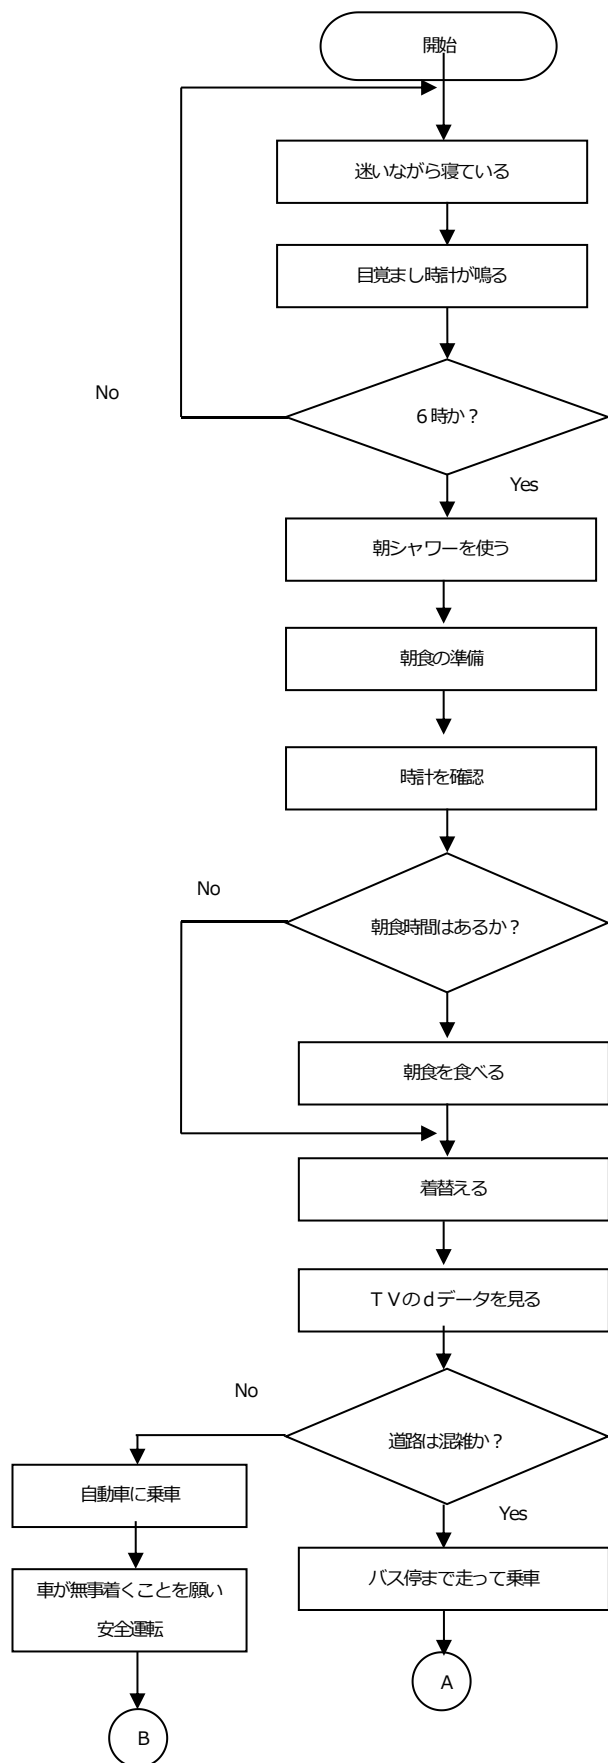 開始
迷いながら寝ている
目覚まし時計が鳴る
No
６時か？
Yes
朝シャワーを使う
朝食の準備
時計を確認
No
朝食時間はあるか？
朝食を食べる
着替える
ＴＶのｄデータを見る
No
道路は混雑か？
自動車に乗車
Yes
バス停まで走って乗車
車が無事着くことを願い
安全運転
A
B